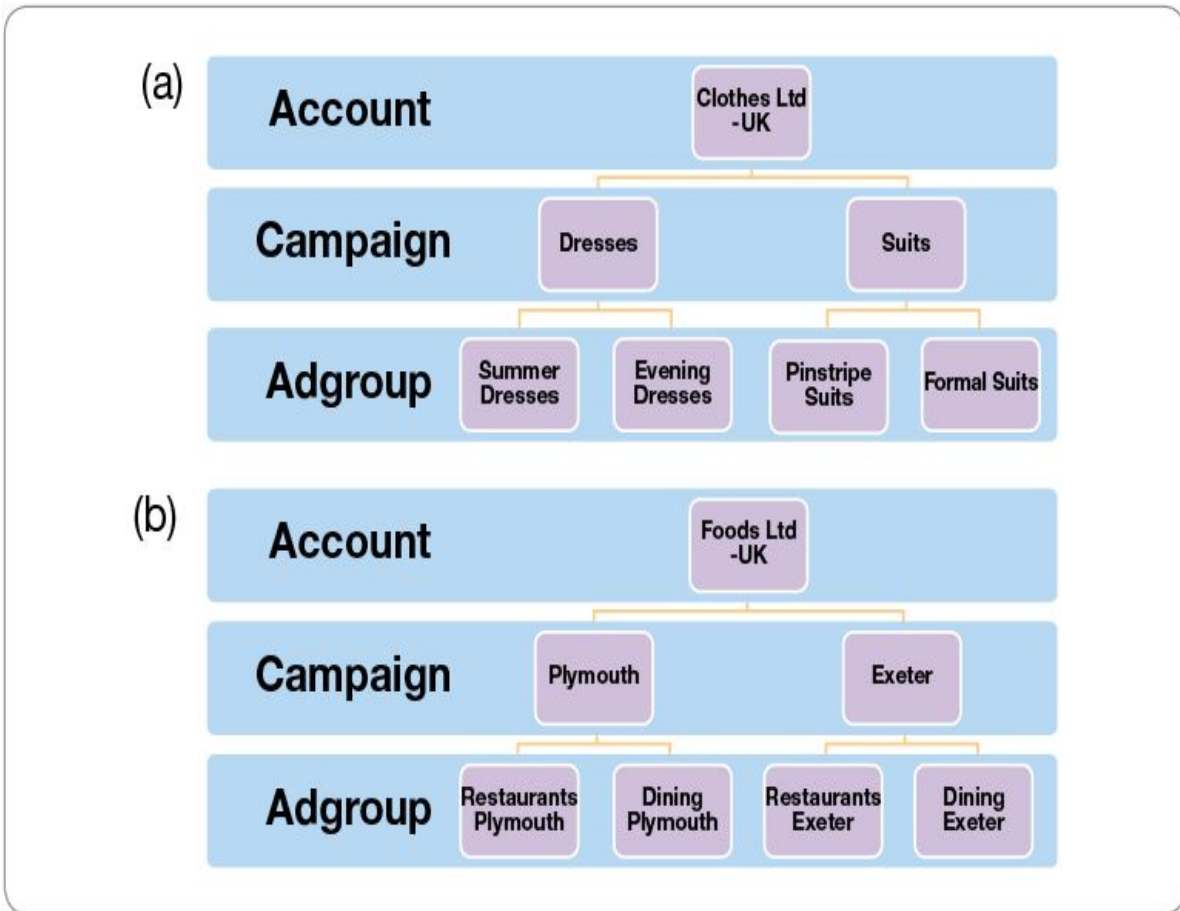 (a)
Account
Clothes Ltd
-UK
Campaign
Dresses
Suits
Adgroup
Summer
Dresses
Evening
Dresses
Pinstripe
Suits
Formal Suits
(b)
Account
Foods Ltd
-UK
Campaign
Plymouth
Exeter
Adgroup
Restaurants
Plymouth
Dining
Plymouth
Restaurants
Exeter
Dining
Exeter